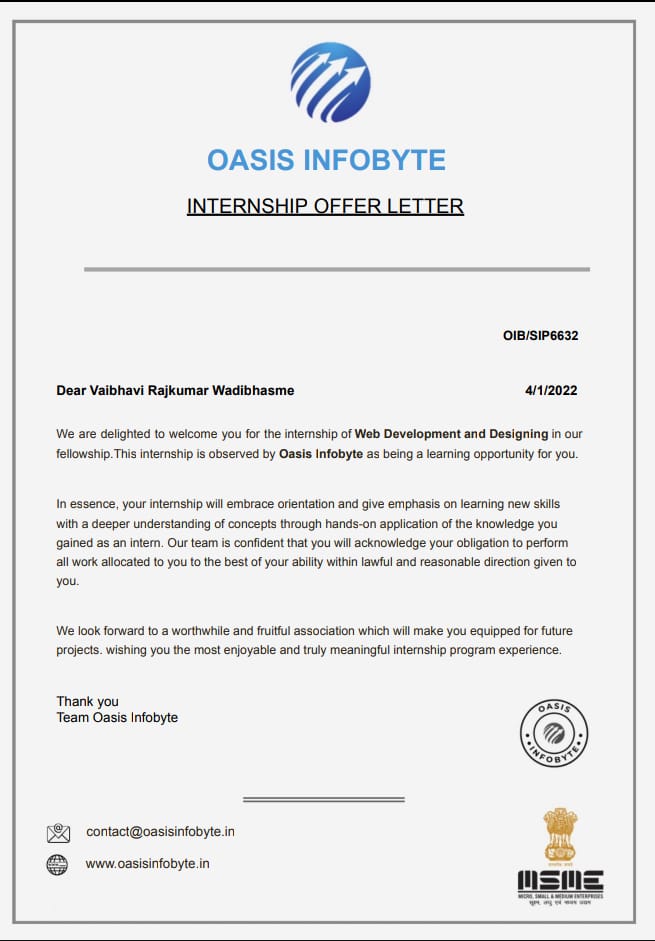 OASIS INFOBYTE
INTERNSHIP OFFER LETTER
OIB/SIP6632
Dear Vaibhavi Rajkumar Wadibhasme 4/1/2022
We are delighted to welcome you for the internship of Web Development and Designing in our
fellowship.This internship is observed by Oasis Infobyte as being a learning opportunity for you.
In essence, your internship will embrace orientation and give emphasis on learning new skills
with a deeper understanding of concepts through hands-on application of the knowledge you
gained as an intern. Our team is confident that you will acknowledge your obligation to perform
all work allocated to you to the best of your ability within lawful and reasonable direction given to
you.
We look forward to a worthwhile and fruitful association which will make you equipped for future
projects. wishing you the most enjoyable and truly meaningful internship program experience.
Thank you
Team Oasis Infobyte
OASIS
INFOBYTE
contact@oasisinfobyte.in
www.oasisinfobyte.in
MSME
MICRO, SMALL & MEDIUM ENTERPRISES
सूक्ष्म, लघु एवं मध्यम उद्यम